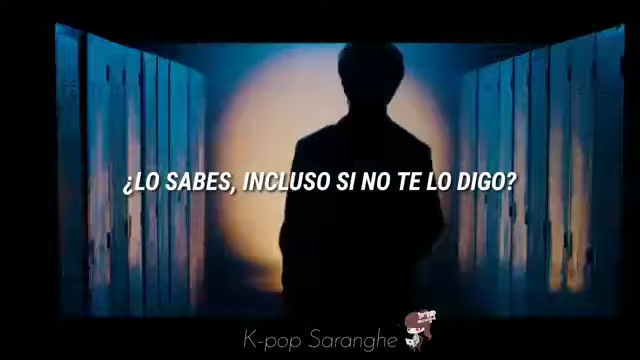 ¿LO SABES, INCLUSO SI NO TE LO DIGO?
K-pop Saranghe